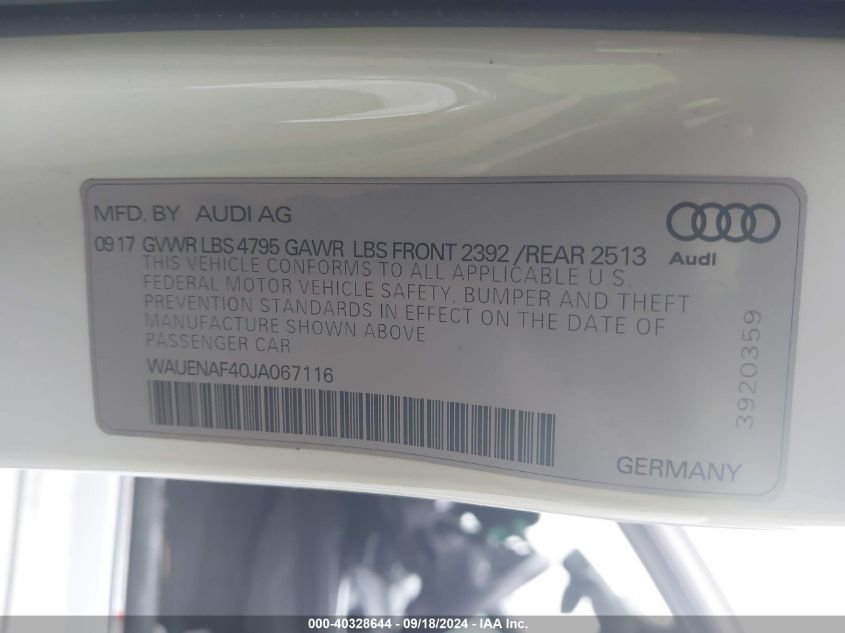 MFD. BY AUDI AG
09 17 GVWR LBS 4795 GAWR LBS FRONT 2392 /REAR 2513
Audi
THIS VEHICLE CONFORMS TO ALL APPLICABLE U.S.
FEDERAL MOTOR VEHICLE SAFETY, BUMPER AND THEFT
PREVENTION STANDARDS IN EFFECT ON THE DATE OF
MANUFACTURE SHOWN ABOVE
PASSENGER CAR
WAUENAF40JA067116
3920359
GERMANY
000-40328644 - 09/18/2024 - IAA Inc.